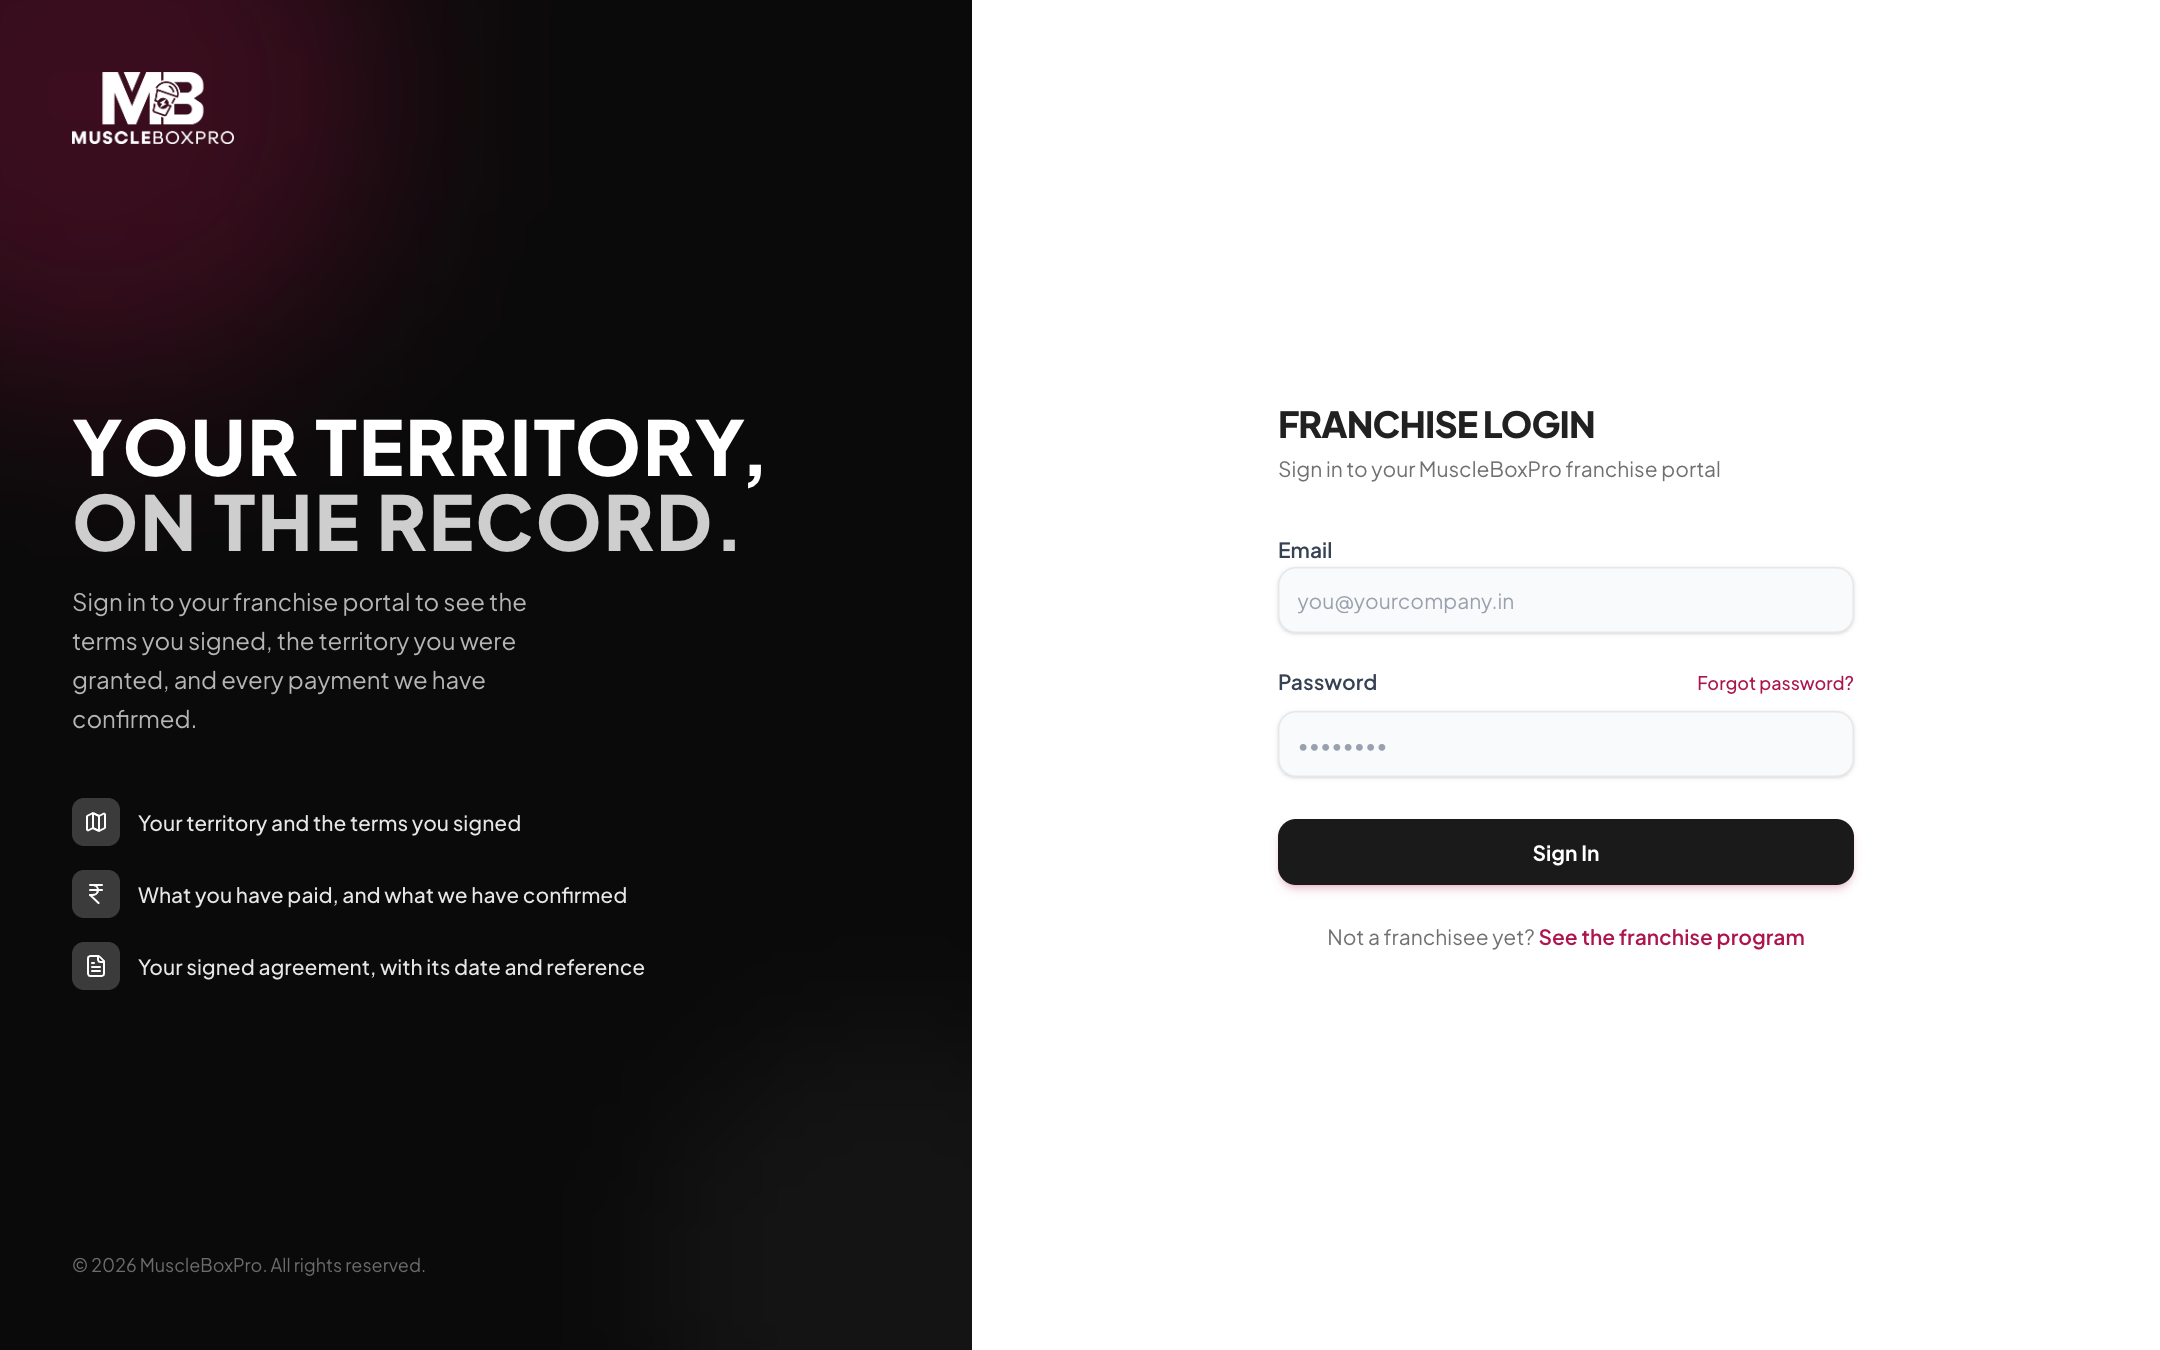 MB
MUSCLEBOXPRO
YOUR TERRITORY,
ON THE RECORD.
Sign in to your franchise portal to see the
terms you signed, the territory you were
granted, and every payment we have
confirmed.
Your territory and the terms you signed
₹
What you have paid, and what we have confirmed
Your signed agreement, with its date and reference
© 2026 MuscleBoxPro. All rights reserved.
FRANCHISE LOGIN
Sign in to your MuscleBoxPro franchise portal
Email
you@yourcompany.in
Password
Forgot password?
••••••••
Sign In
Not a franchisee yet? See the franchise program